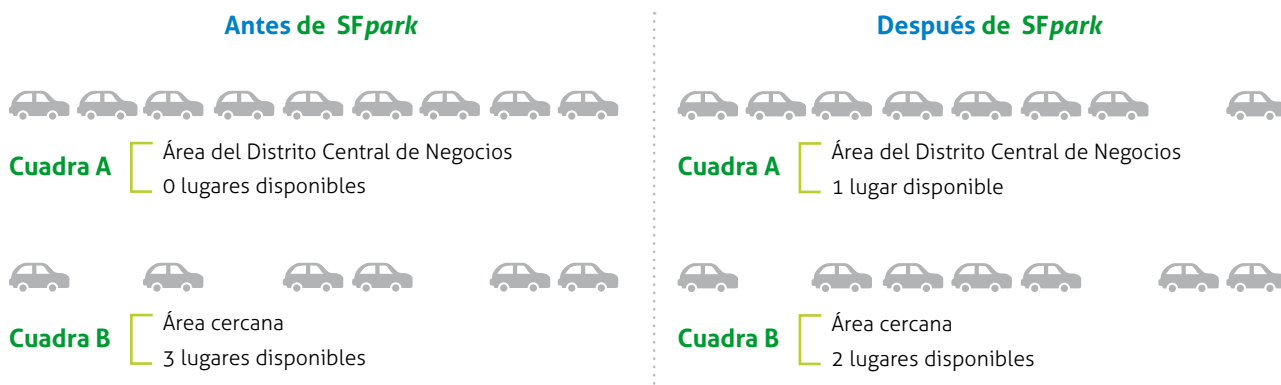 Antes de SFpark
Cuadra A
Área del Distrito Central de Negocios
0 lugares disponibles
Cuadra B
Área cercana
3 lugares disponibles
Después de SFpark
Cuadra A
Área del Distrito Central de Negocios
1 lugar disponible
Cuadra B
Área cercana
2 lugares disponibles